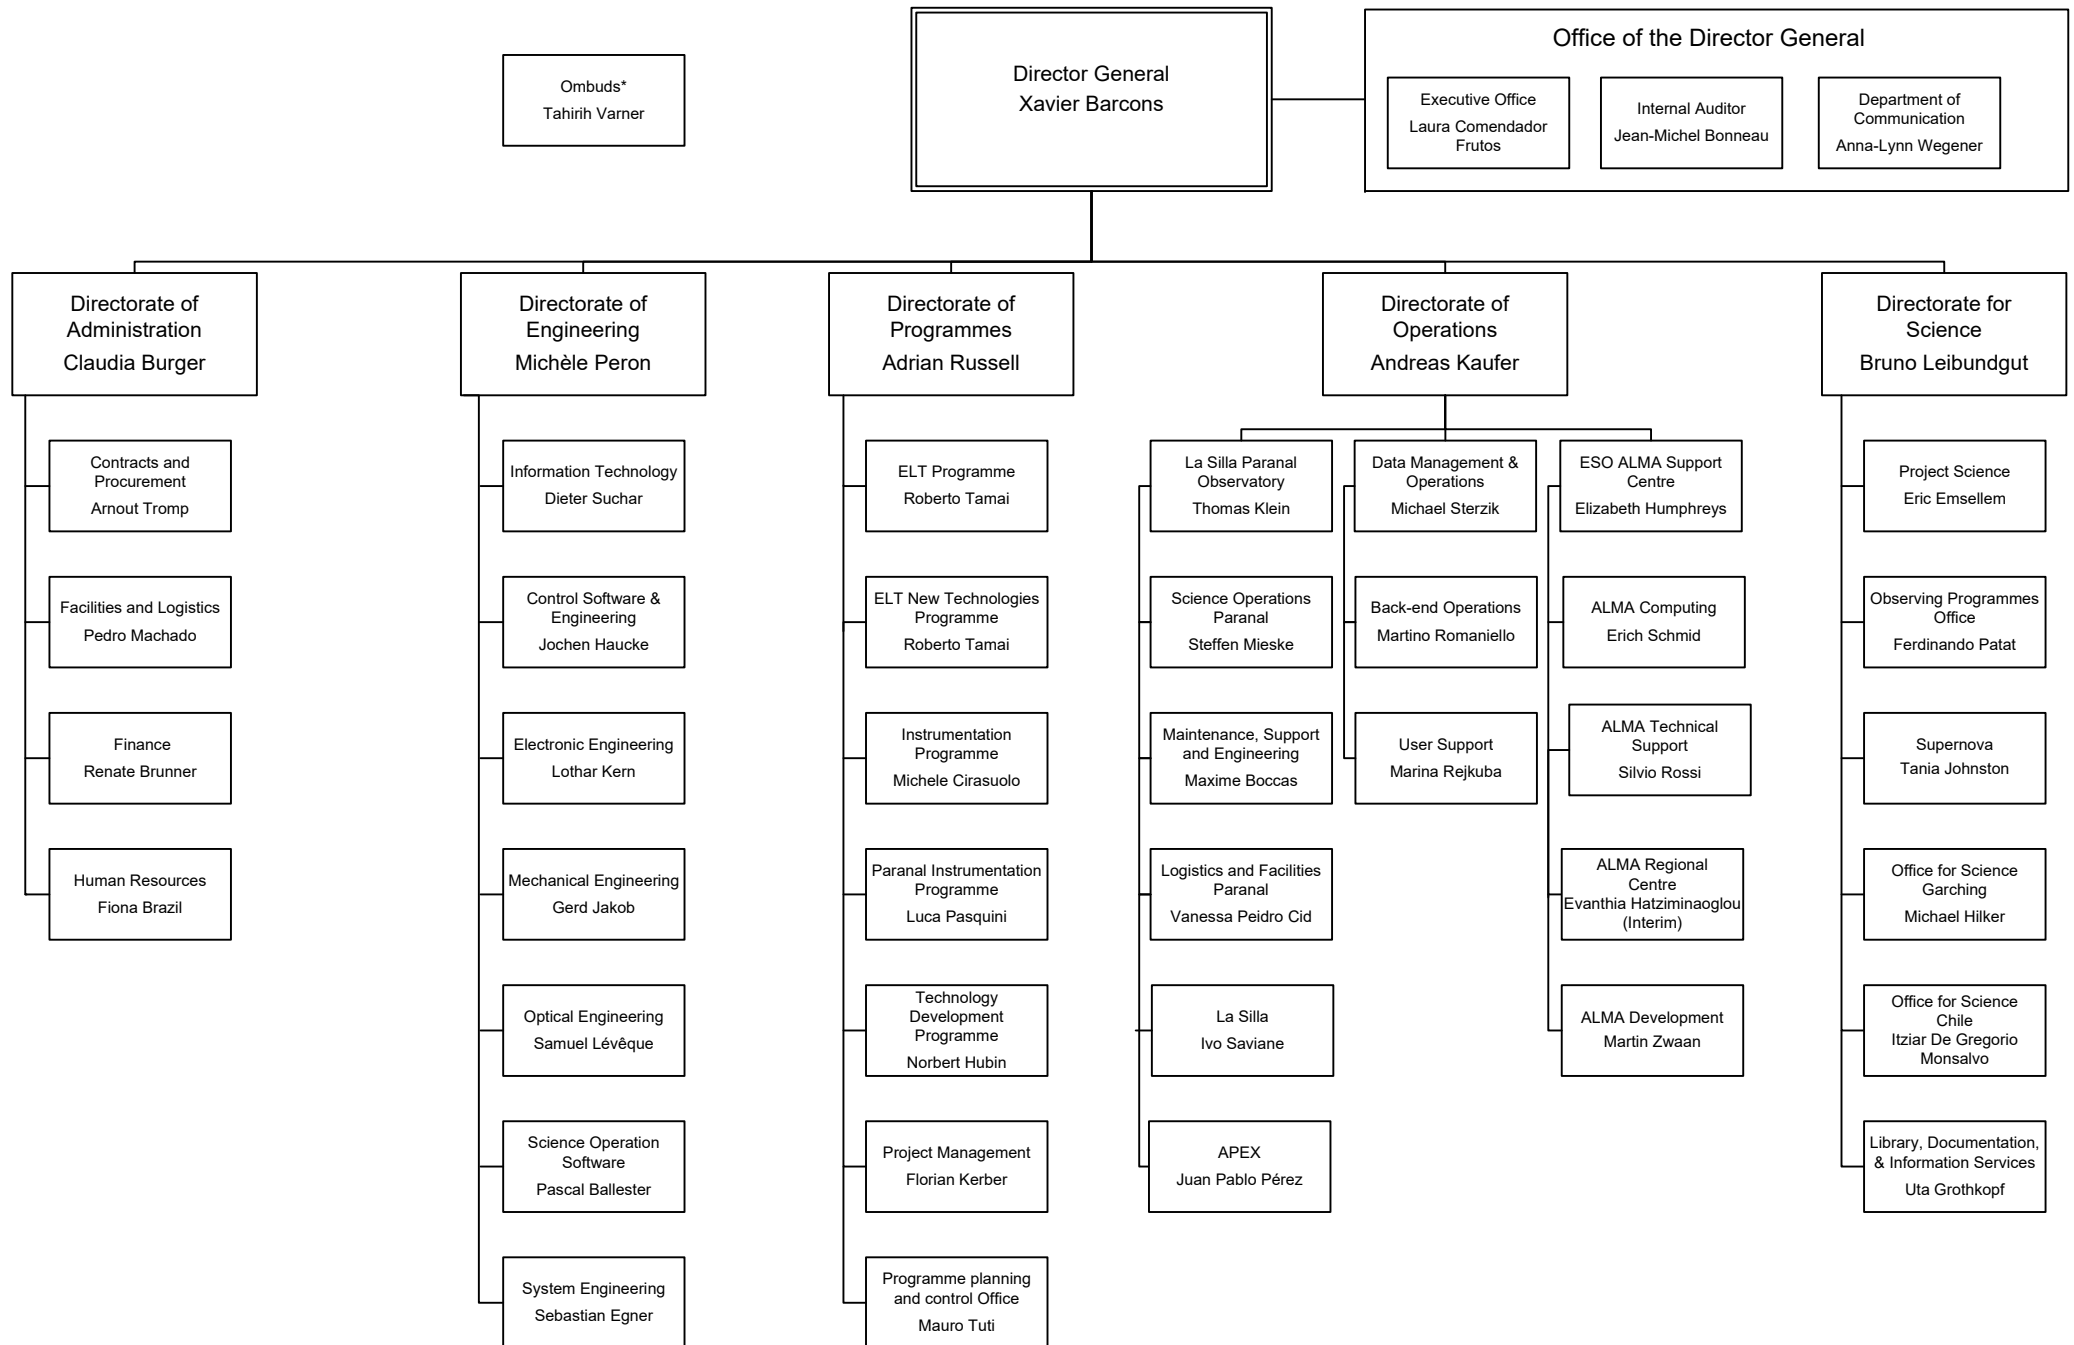 Ombuds*
Tahirih Varner
Director General
Xavier Barcons
Office of the Director General
Executive Office
Laura Comendador
Frutos
Internal Auditor
Jean-Michel Bonneau
Department of
Communication
Anna-Lynn Wegener
Directorate of
Administration
Claudia Burger
Contracts and
Procurement
Arnout Tromp
Facilities and Logistics
Pedro Machado
Finance
Renate Brunner
Human Resources
Fiona Brazil
Directorate of
Engineering
Michèle Peron
Information Technology
Dieter Suchar
Control Software &
Engineering
Jochen Haucke
Electronic Engineering
Lothar Kern
Mechanical Engineering
Gerd Jakob
Optical Engineering
Samuel Lévêque
Science Operation
Software
Pascal Ballester
System Engineering
Sebastian Egner
Directorate of
Programmes
Adrian Russell
ELT Programme
Roberto Tamai
ELT New Technologies
Programme
Roberto Tamai
Instrumentation
Programme
Michele Cirasuolo
Paranal Instrumentation
Programme
Luca Pasquini
Technology
Development
Programme
Norbert Hubin
Project Management
Florian Kerber
Programme planning
and control Office
Mauro Tuti
Directorate of
Operations
Andreas Kaufer
La Silla Paranal
Observatory
Thomas Klein
Science Operations
Paranal
Steffen Mieske
Maintenance, Support
and Engineering
Maxime Boccas
Logistics and Facilities
Paranal
Vanessa Peidro Cid
La Silla
Ivo Saviane
APEX
Juan Pablo Pérez
Data Management &
Operations
Michael Sterzik
Back-end Operations
Martino Romaniello
User Support
Marina Rejkuba
ESO ALMA Support
Centre
Elizabeth Humphreys
ALMA Computing
Erich Schmid
ALMA Technical
Support
Silvio Rossi
ALMA Regional
Centre
Evanthia Hatziminaoglou
(Interim)
ALMA Development
Martin Zwaan
Directorate for
Science
Bruno Leibundgut
Project Science
Eric Emsellem
Observing Programmes
Office
Ferdinando Patat
Supernova
Tania Johnston
Office for Science
Garching
Michael Hilker
Office for Science
Chile
Itziar De Gregorio
Monsalvo
Library, Documentation,
& Information Services
Uta Grothkopf